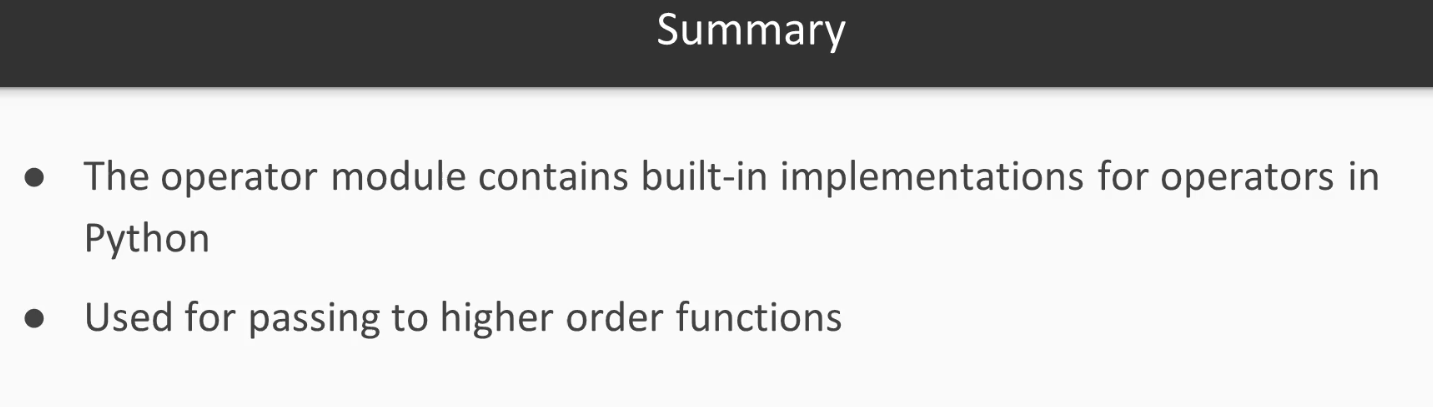 Summary
● The operator module contains built-in implementations for operators in
Python
● Used for passing to higher order functions